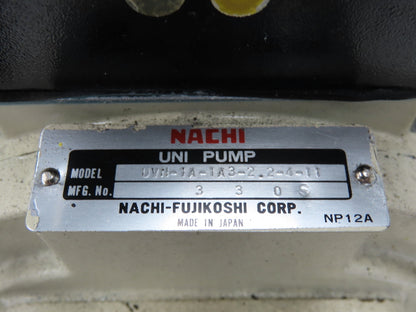 NACHI
UNI PUMP
MODEL UVN-1A-1A3-2.2-4-11
MFG. No. 3 3 0 S
NACHI-FUJIKOSHI CORP.
MADE IN JAPAN NP12A